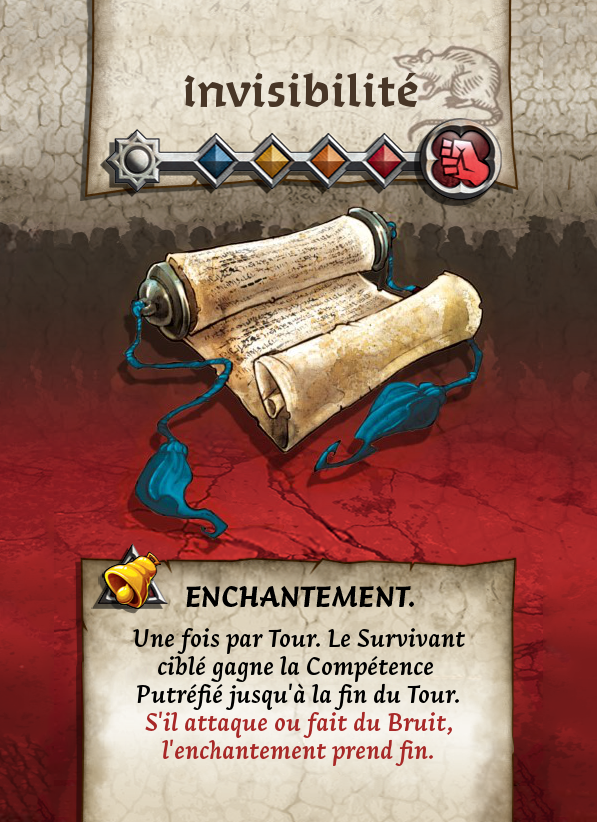 Invisibilité
ENCHANTEMENT.
Une fois par Tour. Le Survivant
ciblé gagne la Compétence
Putréfié jusqu'à la fin du Tour.
S'il attaque ou fait du Bruit,
l'enchantement prend fin.